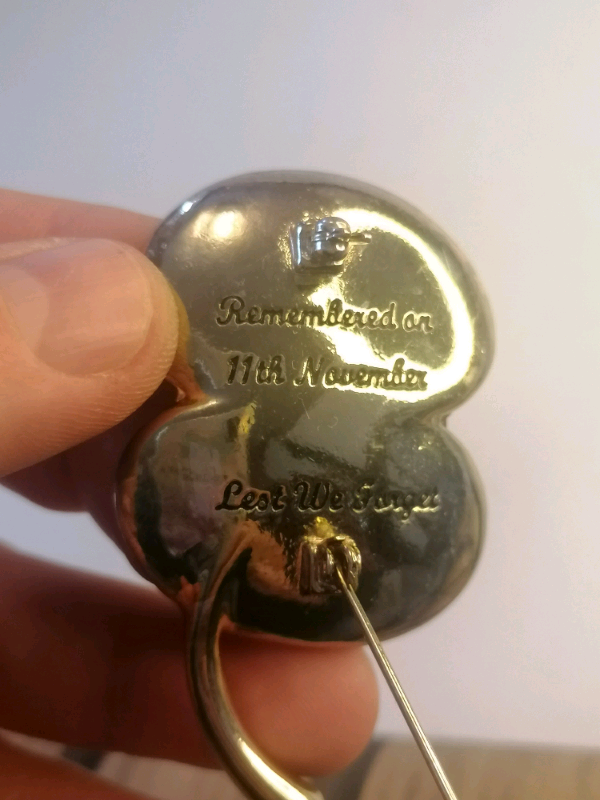 Remembered on
11th November
Lest We Forget